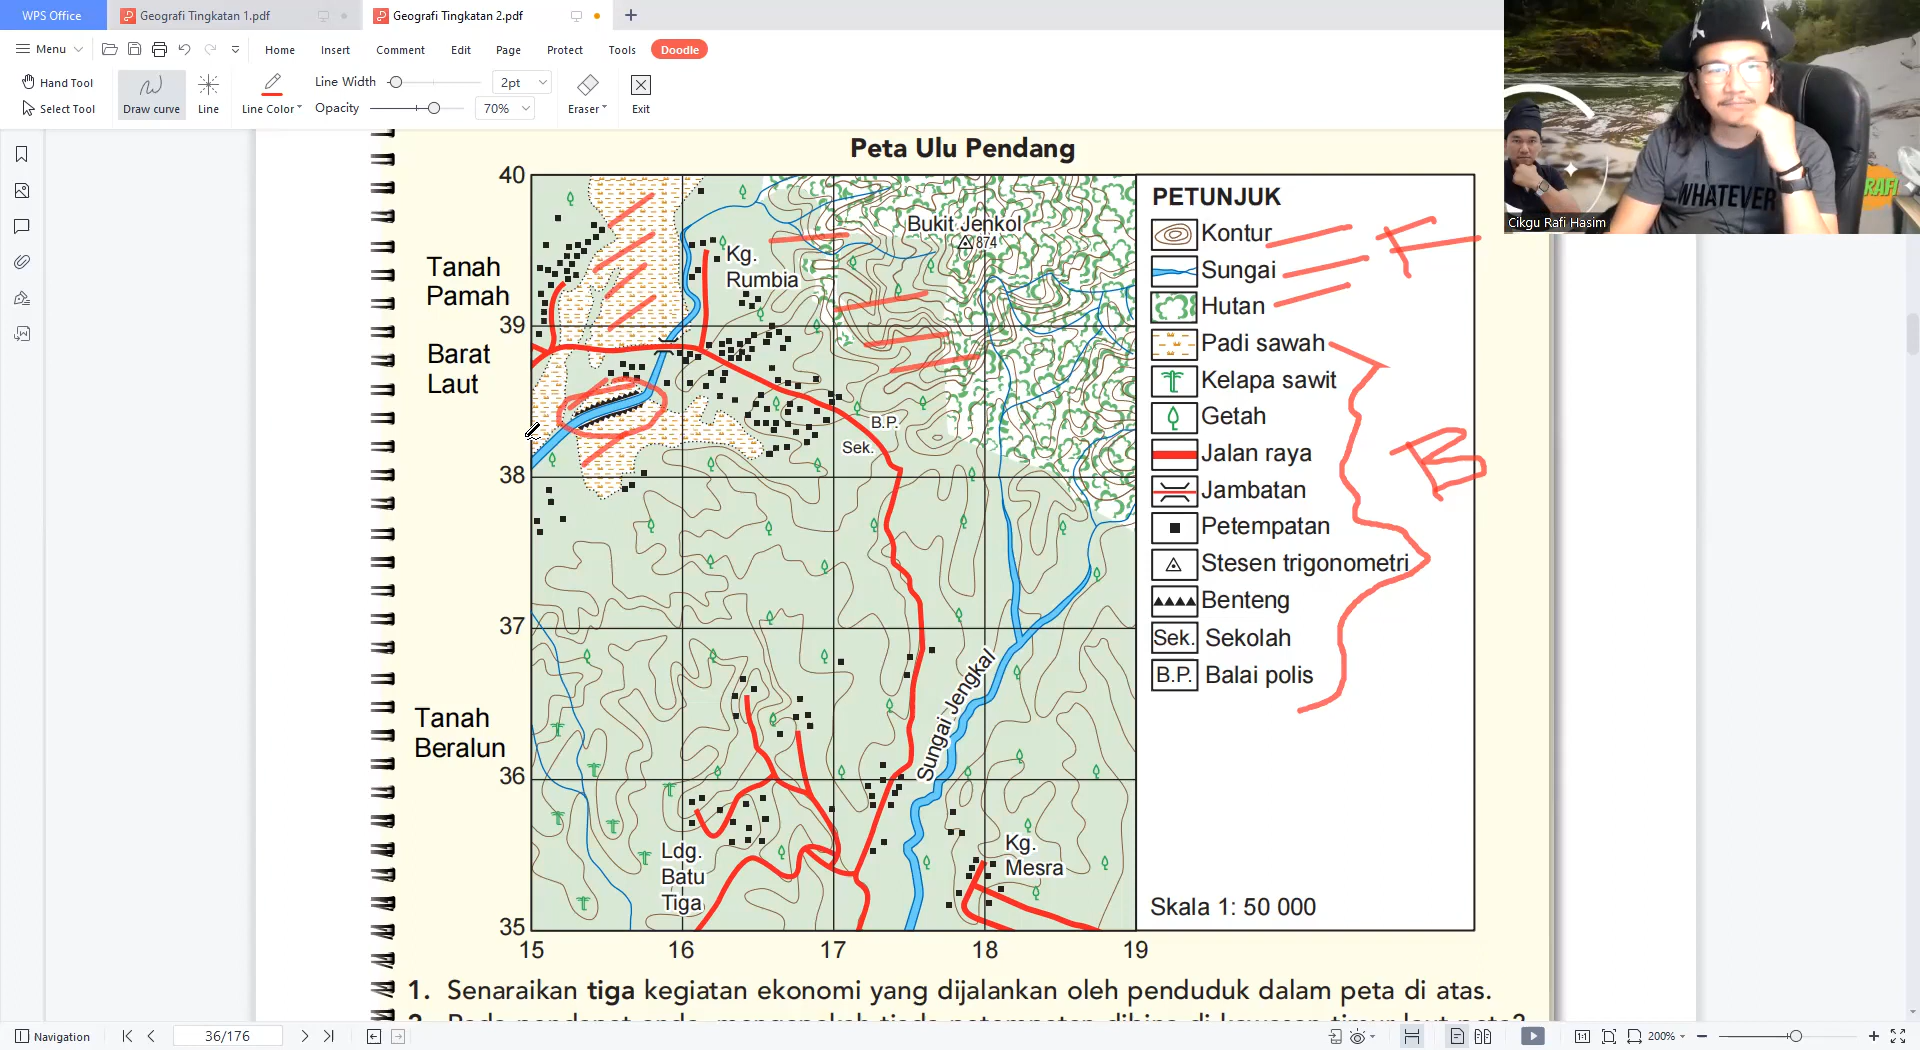 WPS Office
Geografi Tingkatan 1.pdf
Geografi Tingkatan 2.pdf
Menu
Home
Insert
Comment
Edit
Page
Protect
Tools
Doodle
Hand Tool
Select Tool
Draw curve
Line
Line Color
Line Width
2pt
Opacity
70%
Eraser
Exit
WHATEVER
RAFI
Cikgu Rafi Hasim
Peta Ulu Pendang
40
39
38
37
36
35
15
16
17
18
19
Tanah
Pamah
Barat
Laut
Tanah
Beralun
Bukit Jenkol
874
Kg.
Rumbia
B.P.
Sek.
Sungai Jengkal
Ldg.
Batu
Tiga
Kg.
Mesra
PETUNJUK
Kontur
Sungai
Hutan
Padi sawah
Kelapa sawit
Getah
Jalan raya
Jambatan
Petempatan
Stesen trigonometri
Benteng
Sek. Sekolah
B.P. Balai polis
F
B
Skala 1: 50 000
1. Senaraikan tiga kegiatan ekonomi yang dijalankan oleh penduduk dalam peta di atas.
Navigation
36/176
200%